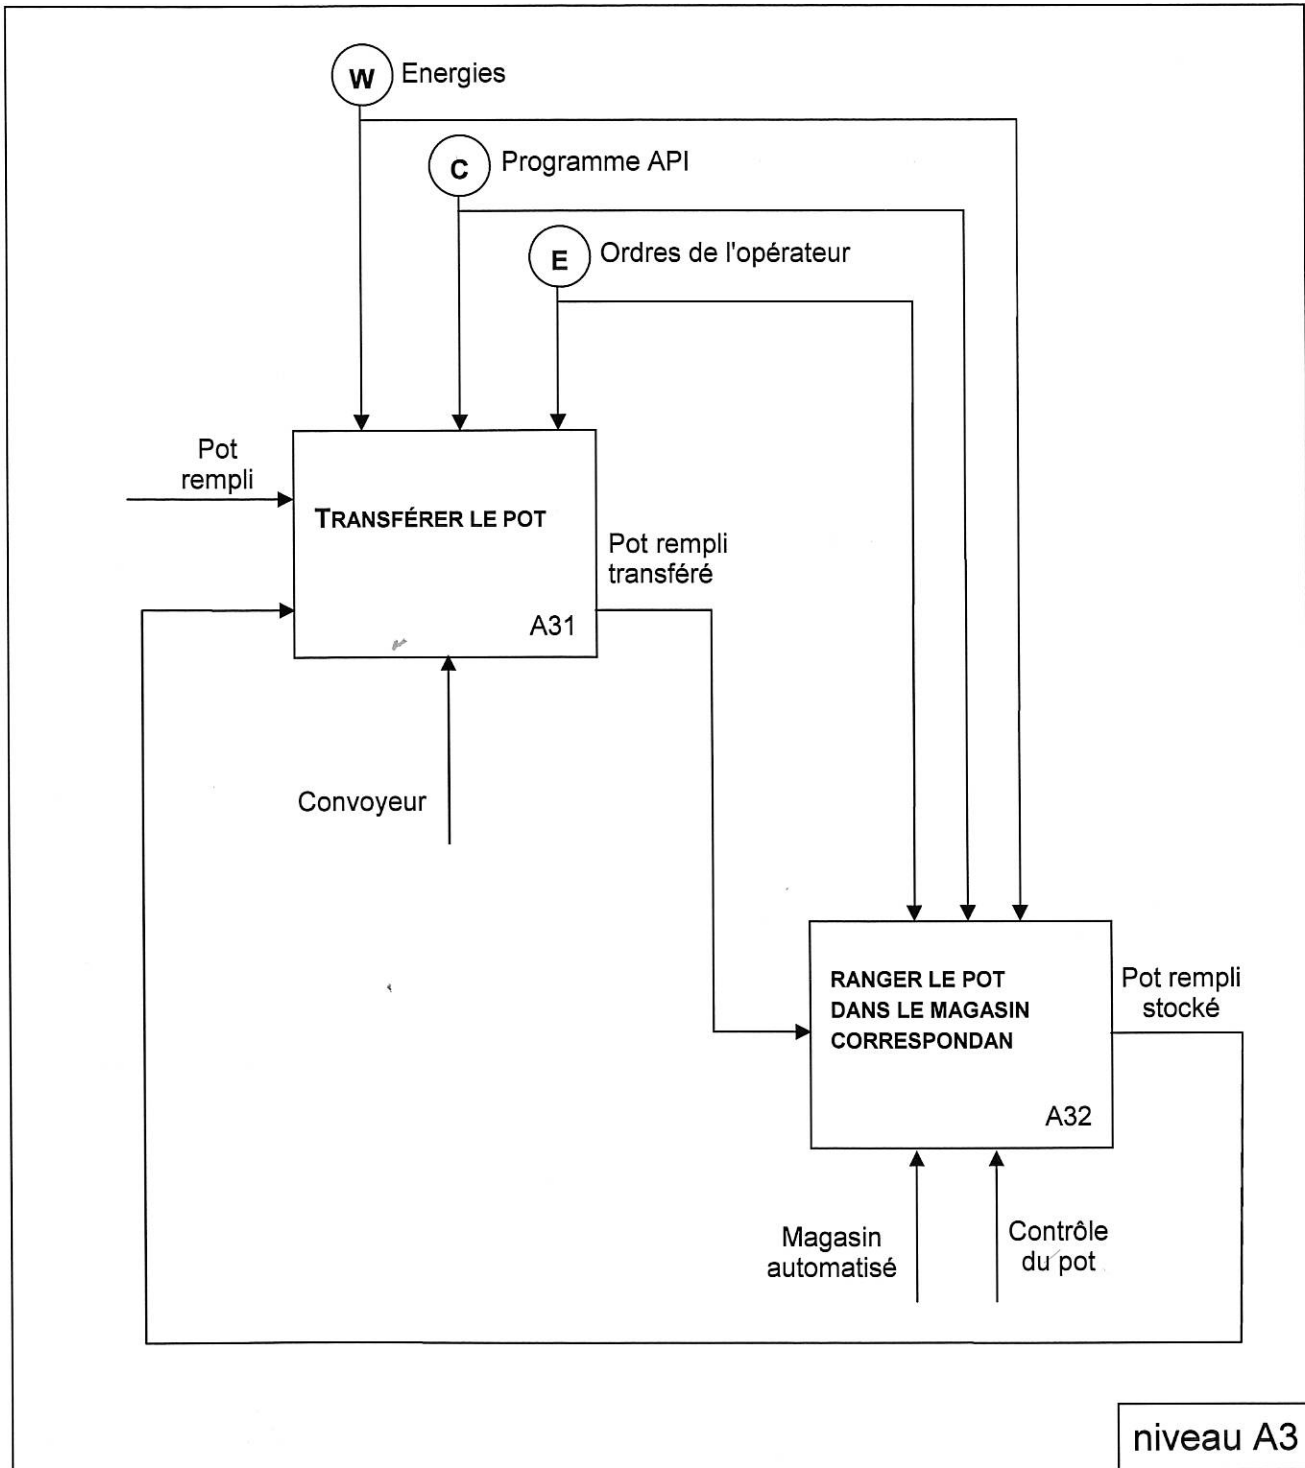 W Energies
C Programme API
E Ordres de l'opérateur
Pot
rempli
TRANSFÉRER LE POT
A31
Pot rempli
transféré
Convoyeur
RANGER LE POT
DANS LE MAGASIN
CORRESPONDAN
A32
Pot rempli
stocké
Magasin
automatisé
Contrôle
du pot
niveau A3